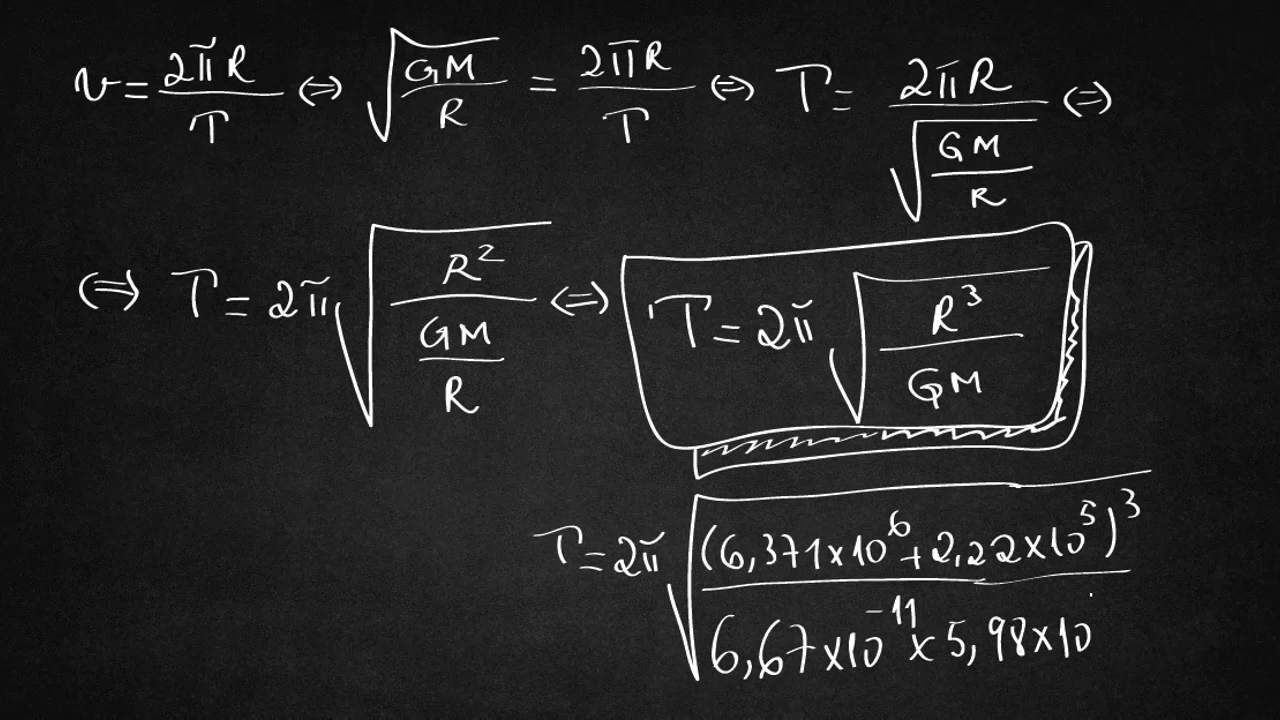 v = 2πR / T ⇔ √(GM / R) = 2πR / T ⇔ T = 2πR / √(GM / R) ⇔
⇔ T = 2π √(R² / (GM / R)) ⇔ T = 2π √(R³ / GM)
T = 2π √((6,371×10⁶ + 2,22×10⁵)³ / (6,67×10⁻¹¹ × 5,98×10))